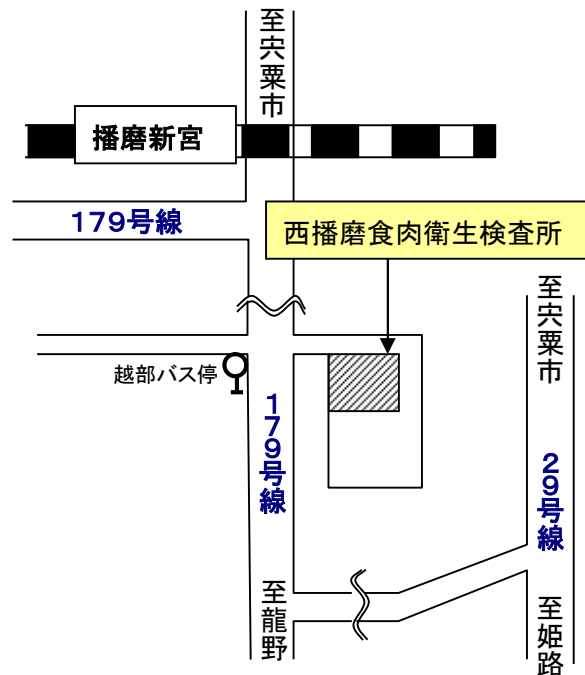 至宍粟市
播磨新宮
179号線
西播磨食肉衛生検査所
至宍粟市
越部バス停
179号線
29号線
至龍野
至姫路